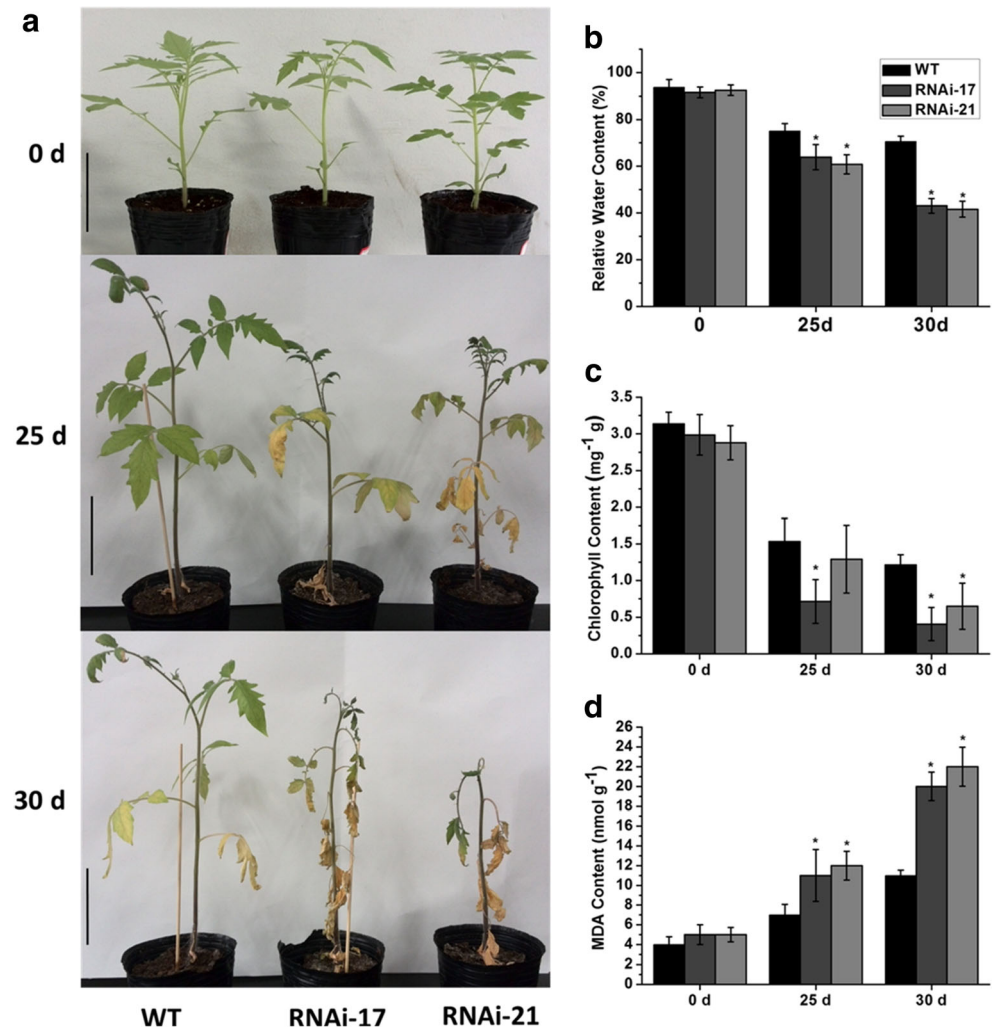 a
0 d
25 d
30 d
WT
RNAi-17
RNAi-21
b
Relative Water Content (%)
100
80
60
40
20
0
WT
RNAi-17
RNAi-21
* *
* *
0
25d
30d
c
Chlorophyll Content (mg⁻¹ g)
3.5
3.0
2.5
2.0
1.5
1.0
0.5
0.0
*
* *
0 d
25 d
30 d
d
MDA Content (nmol g⁻¹)
26
24
22
20
18
16
14
12
10
8
6
4
2
0
* *
* *
0 d
25 d
30 d